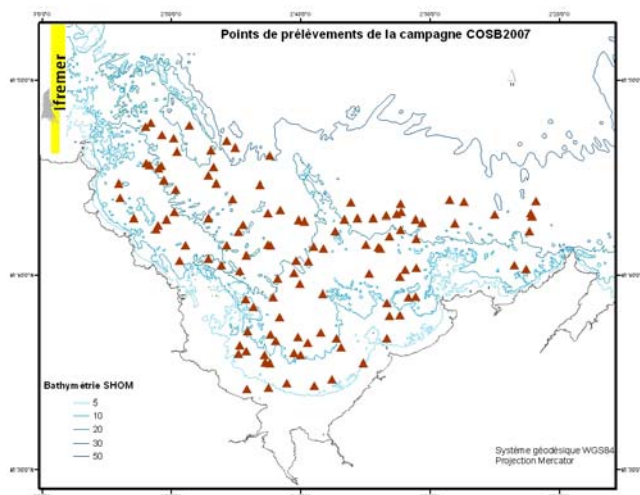 Points de prélèvements de la campagne COSB2007
Ifremer
Bathymétrie SHOM
5
10
20
30
50
Système géodésique WGS84
Projection Mercator